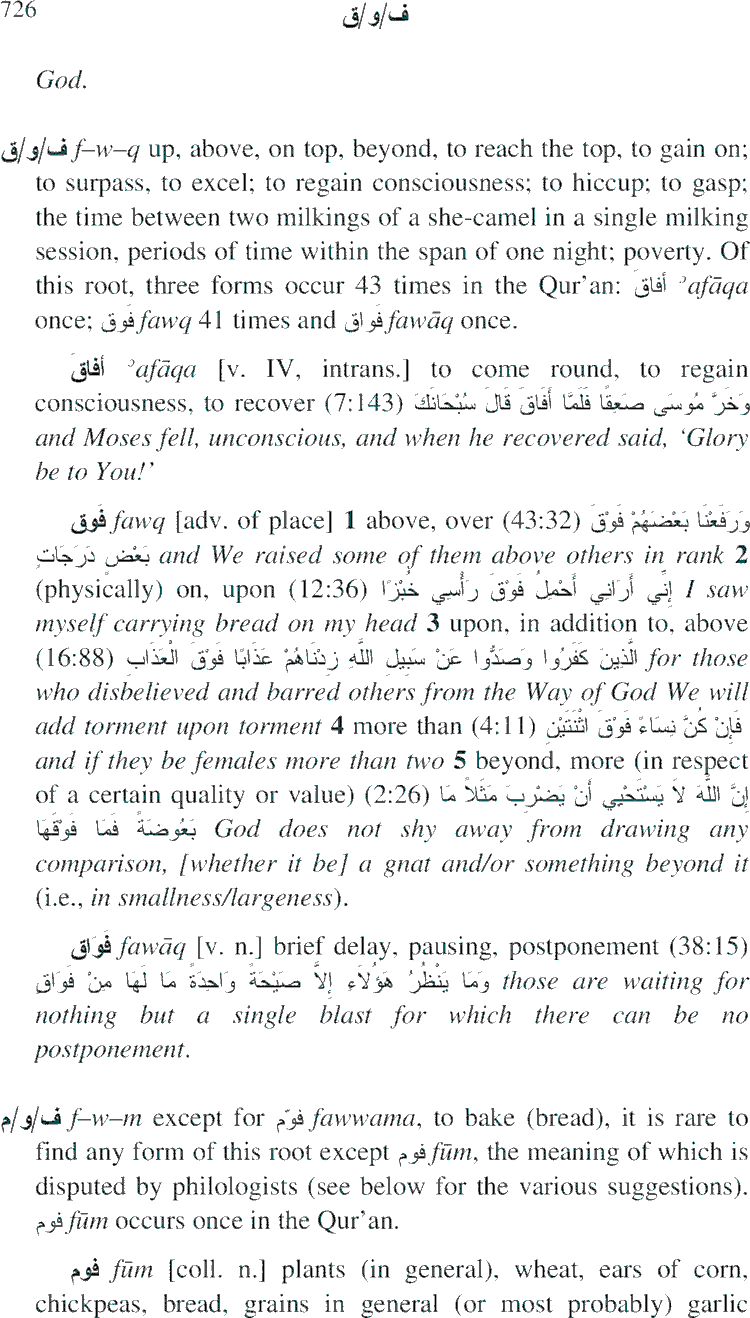 726
ف/و/ق
God.
ف/و/ق f–w–q up, above, on top, beyond, to reach the top, to gain on;
to surpass, to excel; to regain consciousness; to hiccup; to gasp;
the time between two milkings of a she-camel in a single milking
session, periods of time within the span of one night; poverty. Of
this root, three forms occur 43 times in the Qur’an: أَفَاقَ ʾafāqa
once; فَوق fawq 41 times and فَواق fawāq once.
أَفَاقَ ʾafāqa [v. IV, intrans.] to come round, to regain
consciousness, to recover (7:143) وَخَرَّ مُوسَى صَعِقًا فَلَمَّا أَفَاقَ قَالَ سُبْحَانَكَ
and Moses fell, unconscious, and when he recovered said, ‘Glory
be to You!’
فَوق fawq [adv. of place] 1 above, over (43:32) وَرَفَعْنَا بَعْضَهُمْ فَوْقَ
بَعْضٍ دَرَجَاتٍ and We raised some of them above others in rank 2
(physically) on, upon (12:36) إِنِّي أَرَانِي أَحْمِلُ فَوْقَ رَأْسِي خُبْزًا I saw
myself carrying bread on my head 3 upon, in addition to, above
(16:88) الَّذِينَ كَفَرُوا وَصَدُّوا عَنْ سَبِيلِ اللَّهِ زِدْنَاهُمْ عَذَابًا فَوْقَ الْعَذَابِ for those
who disbelieved and barred others from the Way of God We will
add torment upon torment 4 more than (4:11) فَإِنْ كُنَّ نِسَاءً فَوْقَ اثْنَتَيْنِ
and if they be females more than two 5 beyond, more (in respect
of a certain quality or value) (2:26) إِنَّ اللَّهَ لاَ يَسْتَحْيِي أَنْ يَضْرِبَ مَثَلاً مَا
بَعُوضَةً فَمَا فَوْقَهَا God does not shy away from drawing any
comparison, [whether it be] a gnat and/or something beyond it
(i.e., in smallness/largeness).
فَوَاق fawāq [v. n.] brief delay, pausing, postponement (38:15)
وَمَا يَنْظُرُ هَؤُلَاءِ إِلاَّ صَيْحَةً وَاحِدَةً مَا لَهَا مِنْ فَوَاقٍ those are waiting for
nothing but a single blast for which there can be no
postponement.
ف/و/م f–w–m except for فوّم fawwama, to bake (bread), it is rare to
find any form of this root except فوم fūm, the meaning of which is
disputed by philologists (see below for the various suggestions).
فوم fūm occurs once in the Qur’an.
فوم fūm [coll. n.] plants (in general), wheat, ears of corn,
chickpeas, bread, grains in general (or most probably) garlic